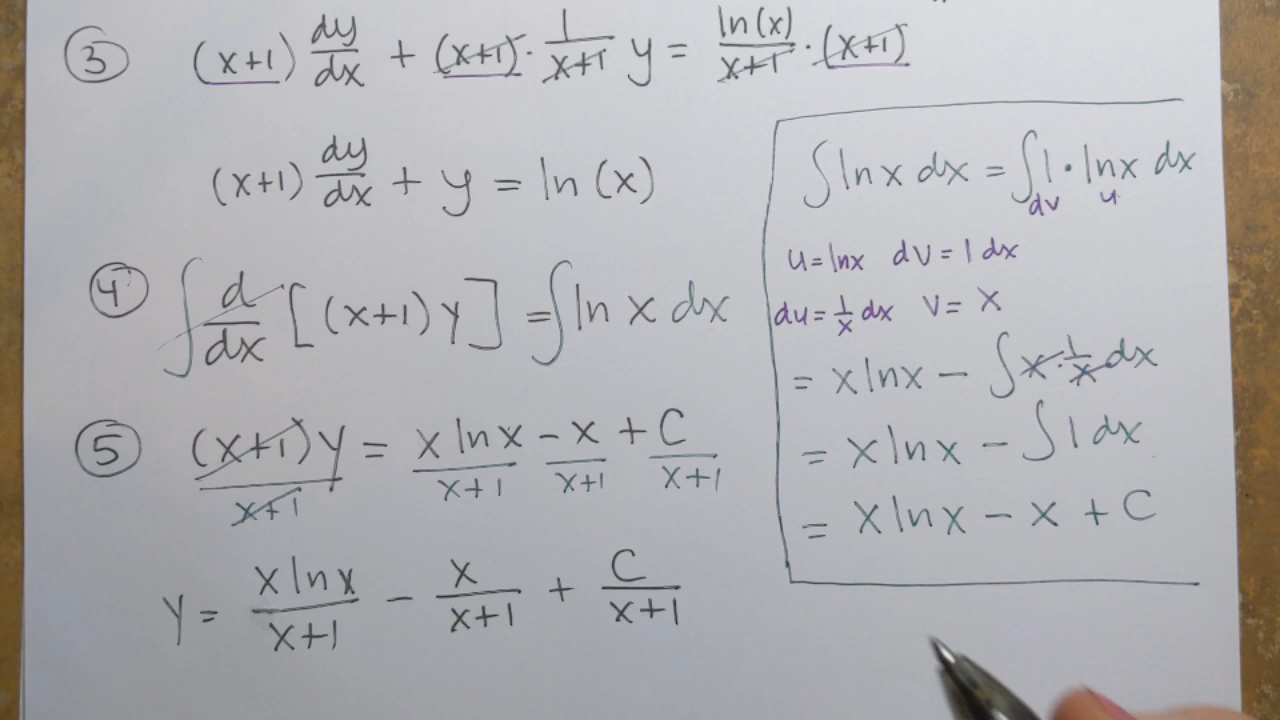 ③ (x+1) dy/dx + (x+1) · 1/x+1 y = ln(x)/x+1 · (x+1)
(x+1) dy/dx + y = ln(x)
④ ∫ d/dx [(x+1)y] = ∫ ln x dx
⑤ (x+1)y/x+1 = x ln x/x+1 - x/x+1 + C/x+1
y = x ln x/x+1 - x/x+1 + C/x+1
∫ ln x dx = ∫ 1 · ln x dx
dv u
u = ln x dv = 1 dx
du = 1/x dx v = x
= x ln x - ∫ x · 1/x dx
= x ln x - ∫ 1 dx
= x ln x - x + C